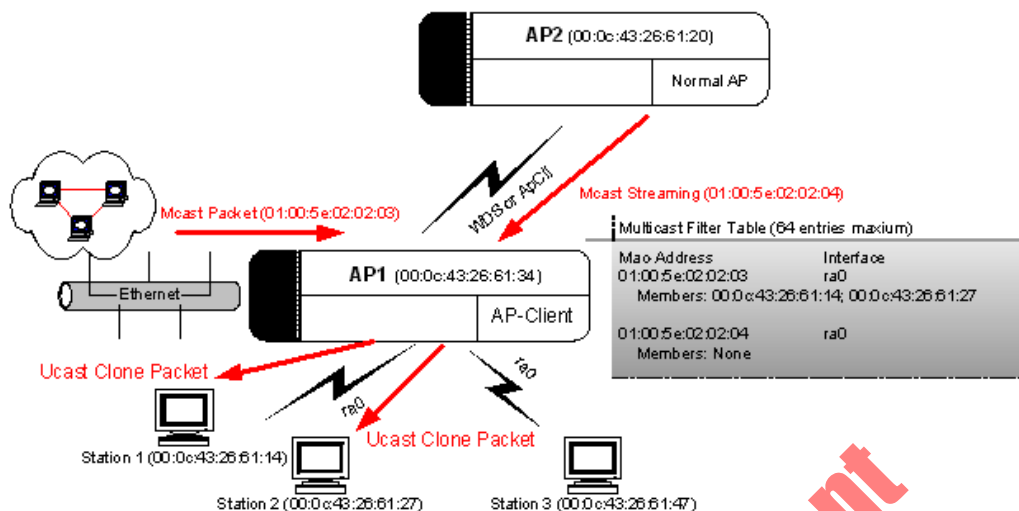 AP2 (00:0c:43:26:61:20)
Normal AP
WDS or ApCli
Mcast Streaming (01:00:5e:02:02:04)
Mcast Packet (01:00:5e:02:02:03)
Multicast Filter Table (64 entries maxium)
Mac Address Interface
01:00:5e:02:02:03 ra0
Members: 00:0c:43:26:61:14; 00:0c:43:26:61:27
01:00:5e:02:02:04 ra0
Members: None
AP1 (00:0c:43:26:61:34)
AP-Client
Ethernet
Ucast Clone Packet
ra0
ra0
Ucast Clone Packet
Station 1 (00:0c:43:26:61:14)
Station 2 (00:0c:43:26:61:27)
Station 3 (00:0c:43:26:61:47)